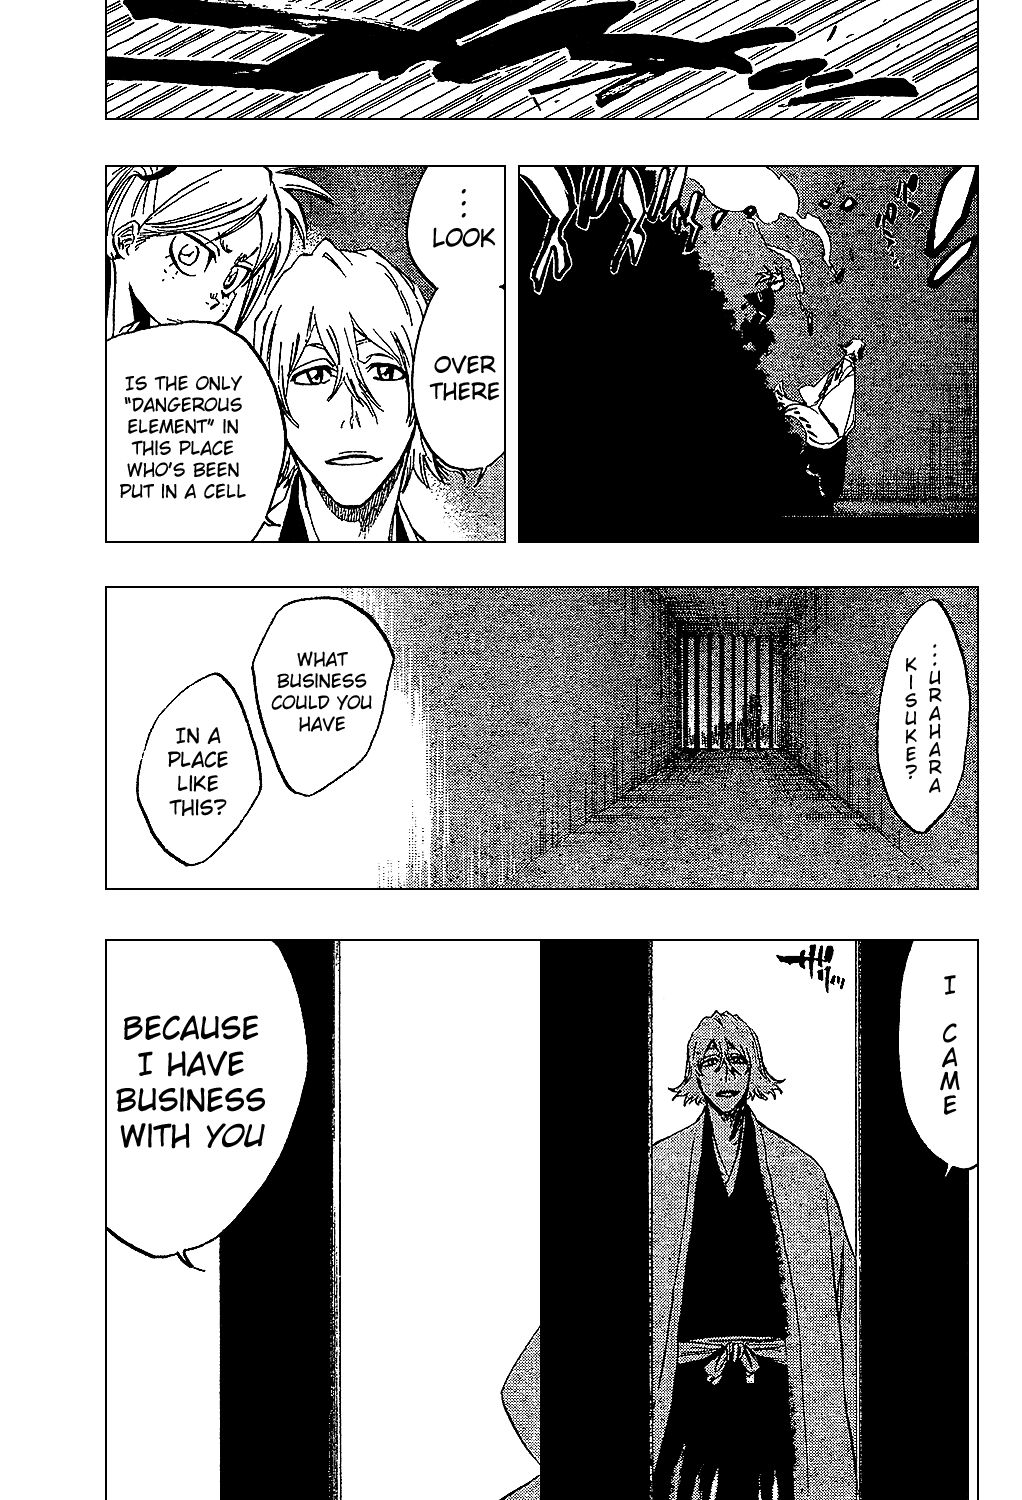 ...
LOOK
OVER
THERE
IS THE ONLY
"DANGEROUS
ELEMENT" IN
THIS PLACE
WHO'S BEEN
PUT IN A CELL
...URAHARA
KISUKE?
WHAT
BUSINESS
COULD YOU
HAVE
IN A
PLACE
LIKE
THIS?
I CAME
BECAUSE
I HAVE
BUSINESS
WITH YOU